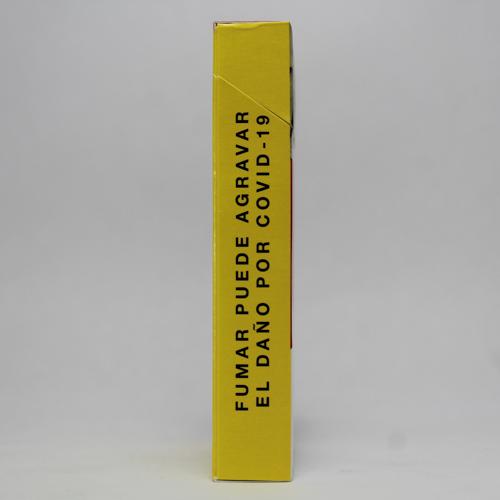 FUMAR PUEDE AGRAVAR
EL DAÑO POR COVID-19